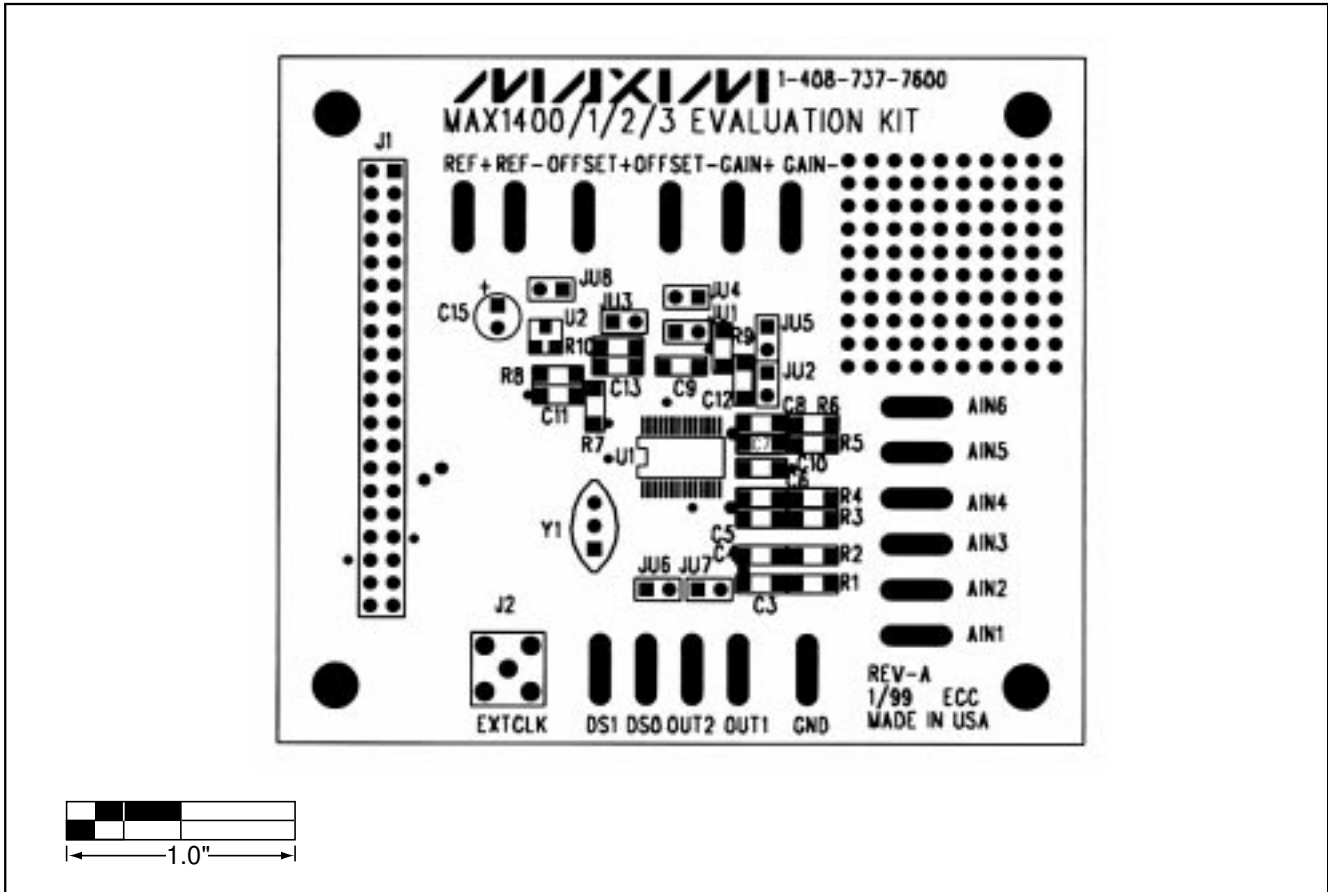 MAXIM 1-408-737-7600
MAX1400/1/2/3 EVALUATION KIT
J1
REF+ REF- OFFSET+ OFFSET- GAIN+ GAIN-
JU8
JU4
C15
+
JU3
U2
JU1
JU5
R10
R9
R8
C13
C9
JU2
C11
C12
C8 R6
AIN6
R7
R5
U1
C7
C10
AIN5
C6
R4
AIN4
R3
Y1
C5
C4
R2
AIN3
JU6 JU7
R1
AIN2
C3
J2
AIN1
REV-A
1/99 ECC
MADE IN USA
EXTCLK DS1 DS0 OUT2 OUT1 GND
1.0"